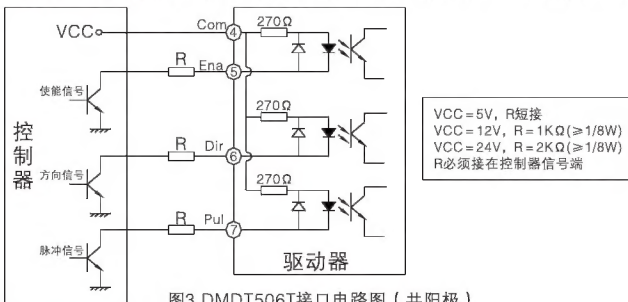 VCC
Com
4
270Ω
R
Ena
5
使能信号
270Ω
控制器
R
Dir
6
方向信号
270Ω
R
Pul
7
脉冲信号
驱动器
VCC=5V, R短接
VCC=12V, R=1KΩ(≥1/8W)
VCC=24V, R=2KΩ(≥1/8W)
R必须接在控制器信号端
图3 DMDT506T接口电路图(共阳极)